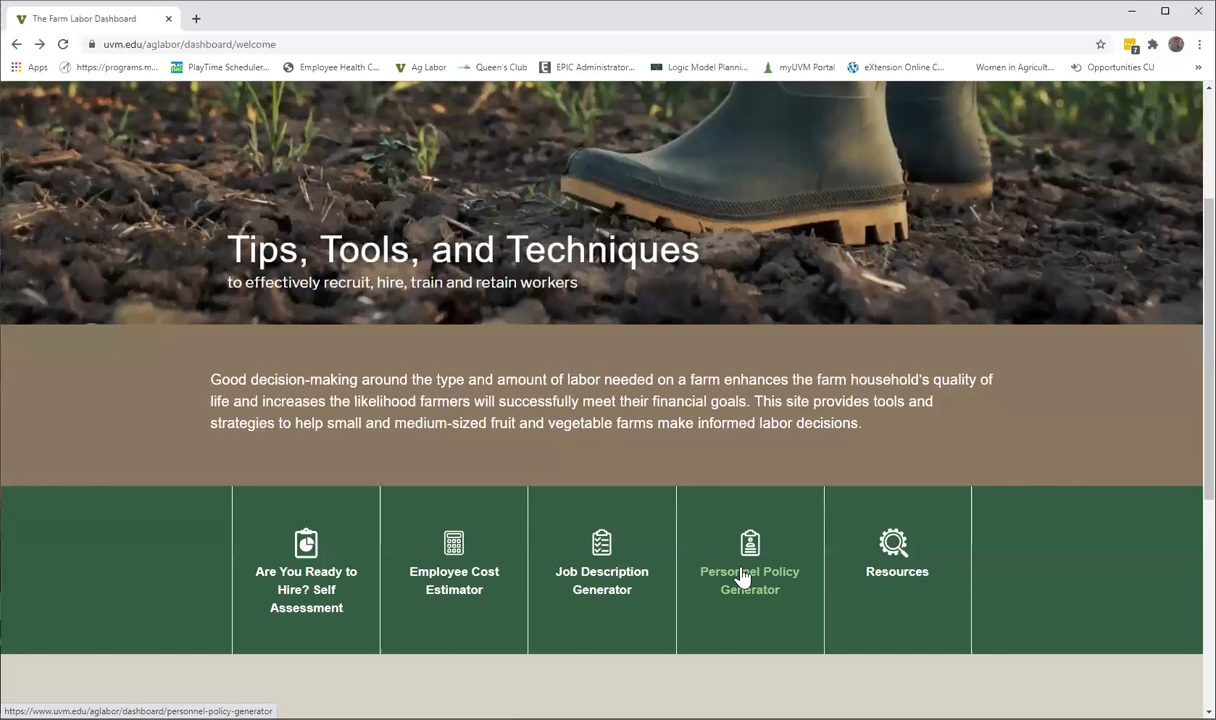 The Farm Labor Dashboard
uvm.edu/aglabor/dashboard/welcome
7
Apps
https://programs.m...
PlayTime Scheduler...
Employee Health C...
Ag Labor
Queen's Club
EPIC Administrator...
Logic Model Planni...
myUVM Portal
eXtension Online C...
Women in Agricult...
Opportunities CU
»
Tips, Tools, and Techniques
to effectively recruit, hire, train and retain workers
Good decision-making around the type and amount of labor needed on a farm enhances the farm household's quality of
life and increases the likelihood farmers will successfully meet their financial goals. This site provides tools and
strategies to help small and medium-sized fruit and vegetable farms make informed labor decisions.
Are You Ready to
Hire? Self
Assessment
Employee Cost
Estimator
Job Description
Generator
Personnel Policy
Generator
Resources
https://www.uvm.edu/aglabor/dashboard/personnel-policy-generator